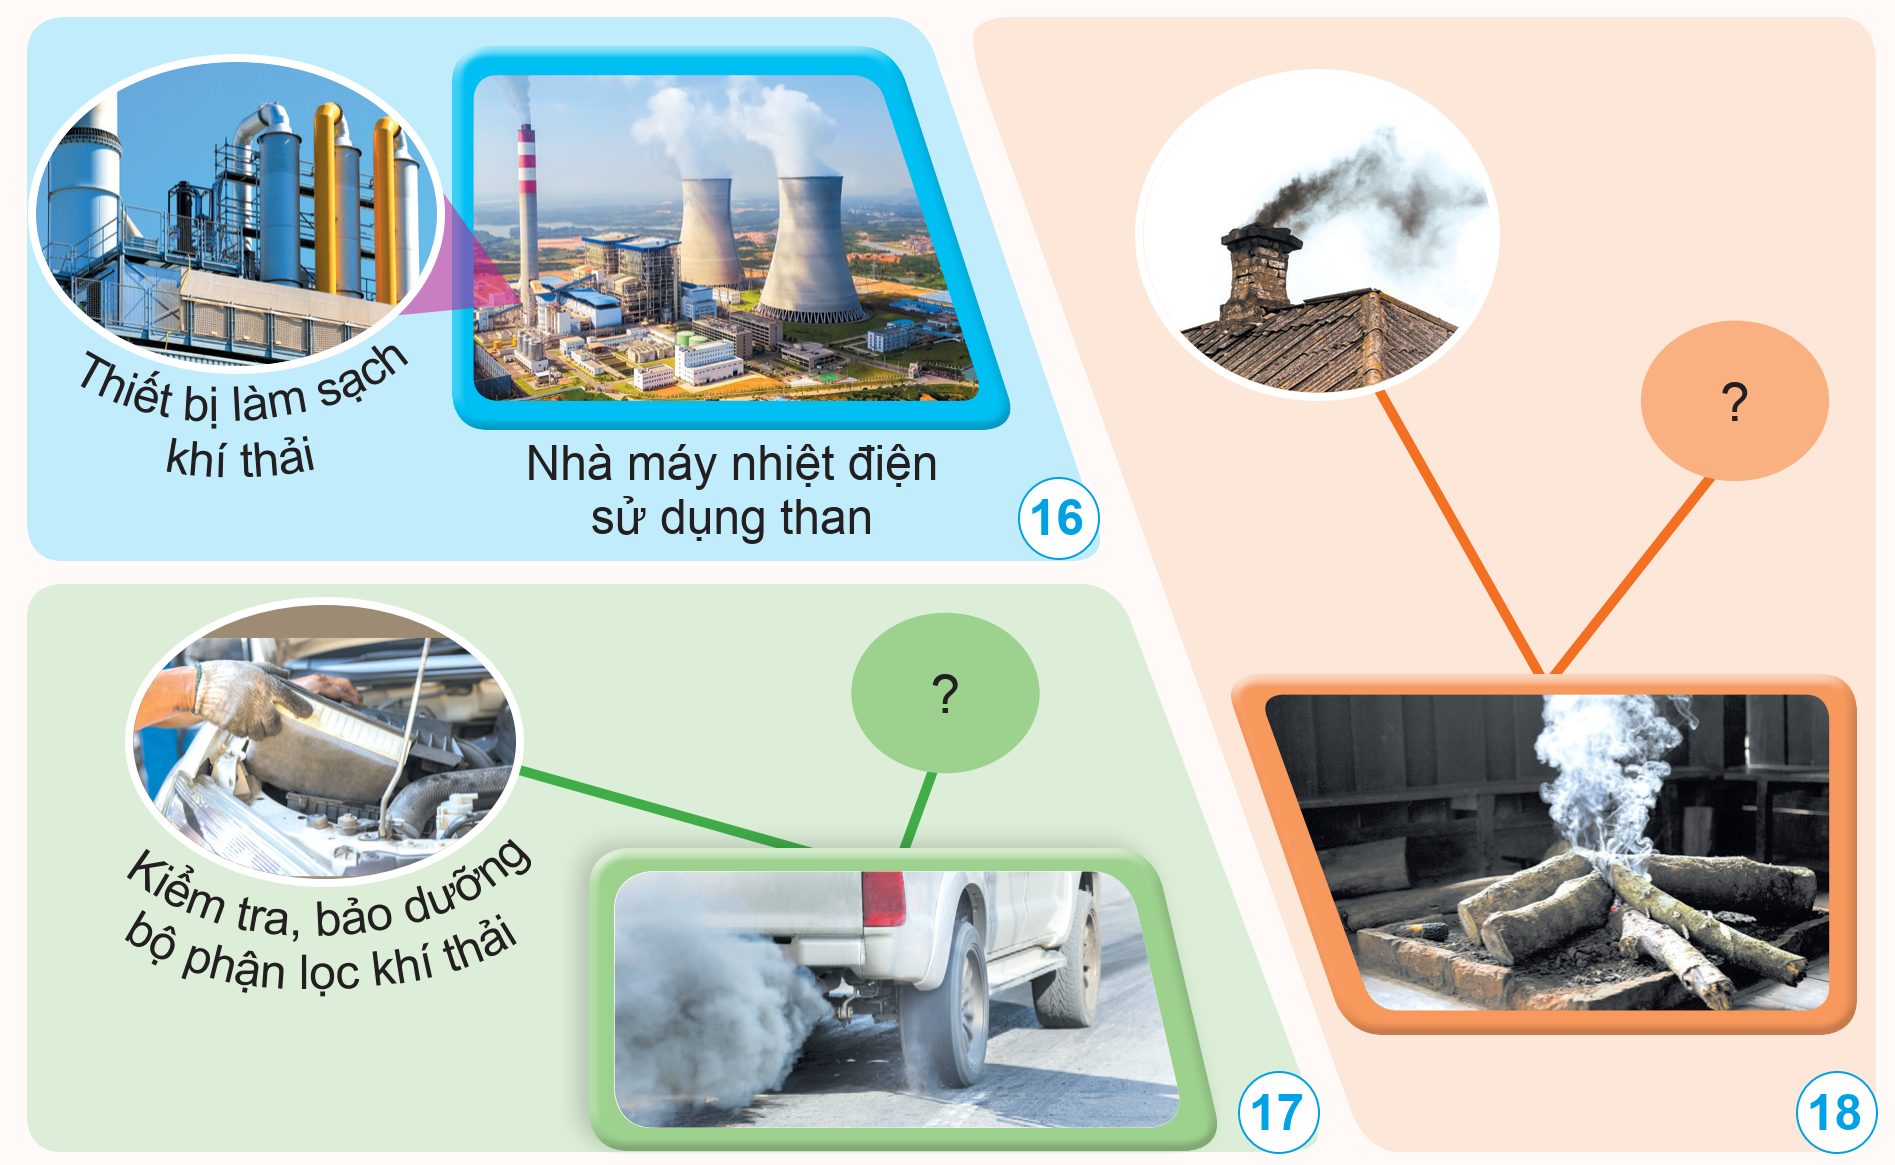 Thiết bị làm sạch
khí thải
Nhà máy nhiệt điện
sử dụng than
16
Kiểm tra, bảo dưỡng
bộ phận lọc khí thải
?
17
?
18